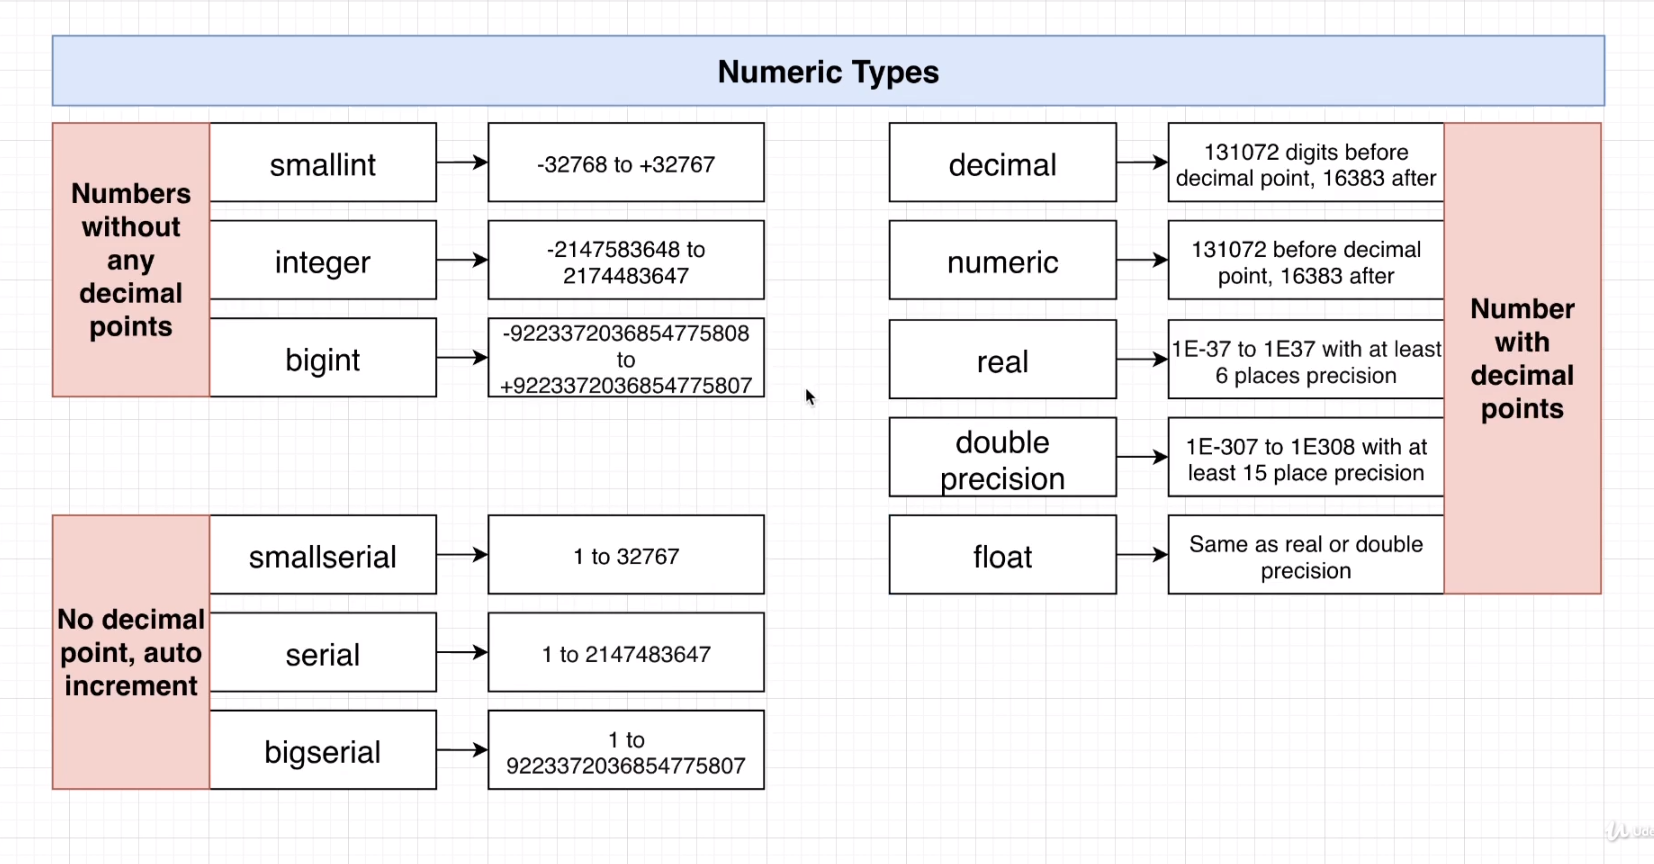 Numeric Types
Numbers
without
any
decimal
points
smallint
-32768 to +32767
integer
-2147583648 to
2174483647
bigint
-9223372036854775808
to
+9223372036854775807
No decimal
point, auto
increment
smallserial
1 to 32767
serial
1 to 2147483647
bigserial
1 to
9223372036854775807
decimal
131072 digits before
decimal point, 16383 after
numeric
131072 before decimal
point, 16383 after
real
1E-37 to 1E37 with at least
6 places precision
double
precision
1E-307 to 1E308 with at
least 15 place precision
float
Same as real or double
precision
Number
with
decimal
points